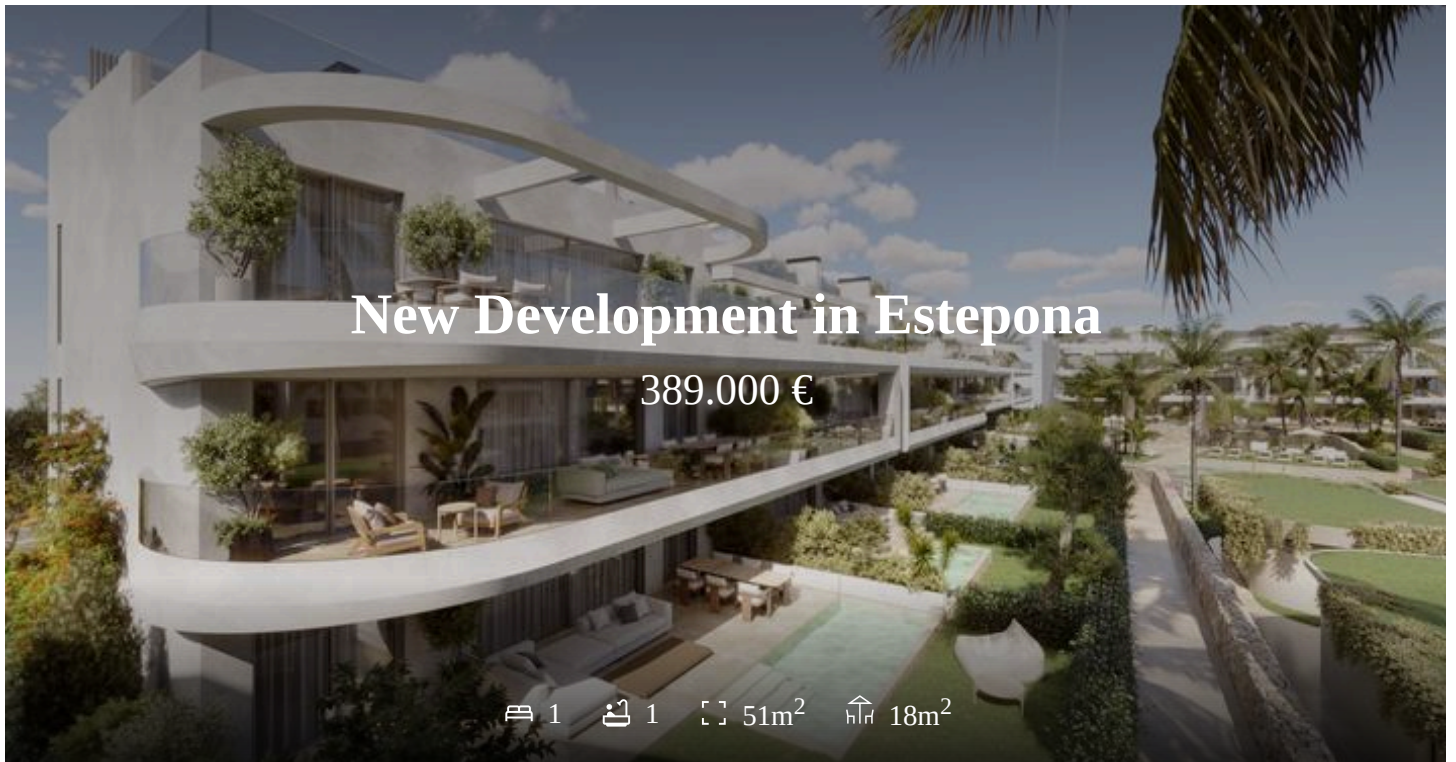 New Development in Estepona
389.000 €
1 1 51m² 18m²